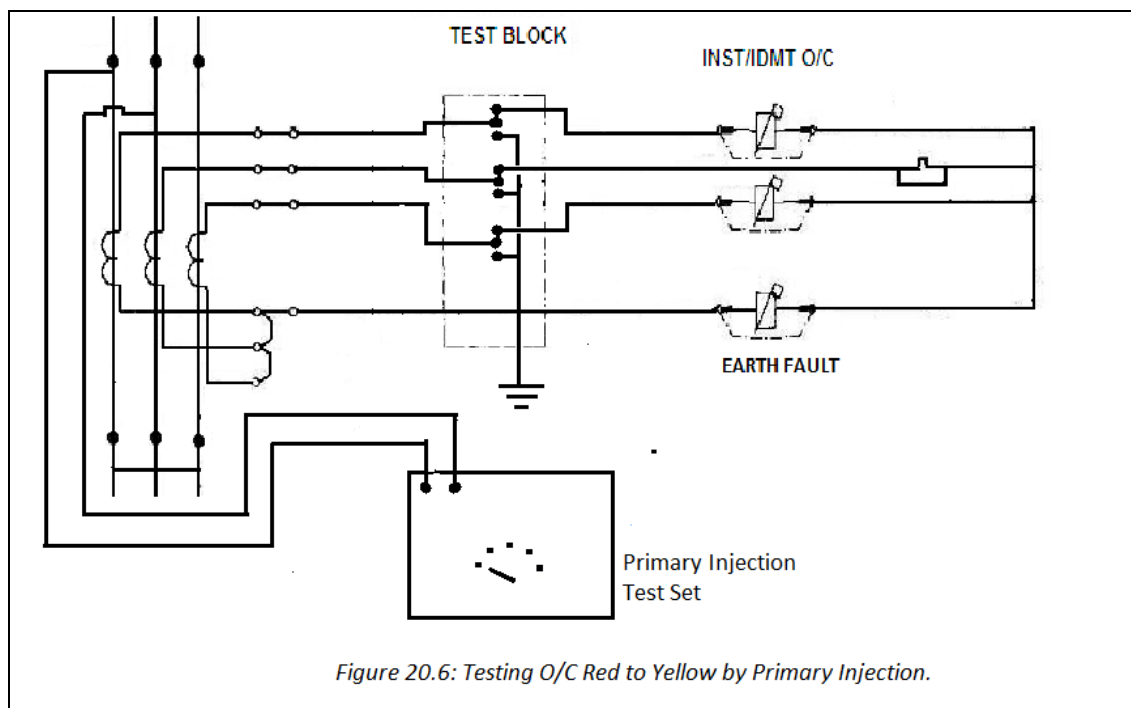 TEST BLOCK
INST/IDMT O/C
EARTH FAULT
Primary Injection
Test Set
Figure 20.6: Testing O/C Red to Yellow by Primary Injection.